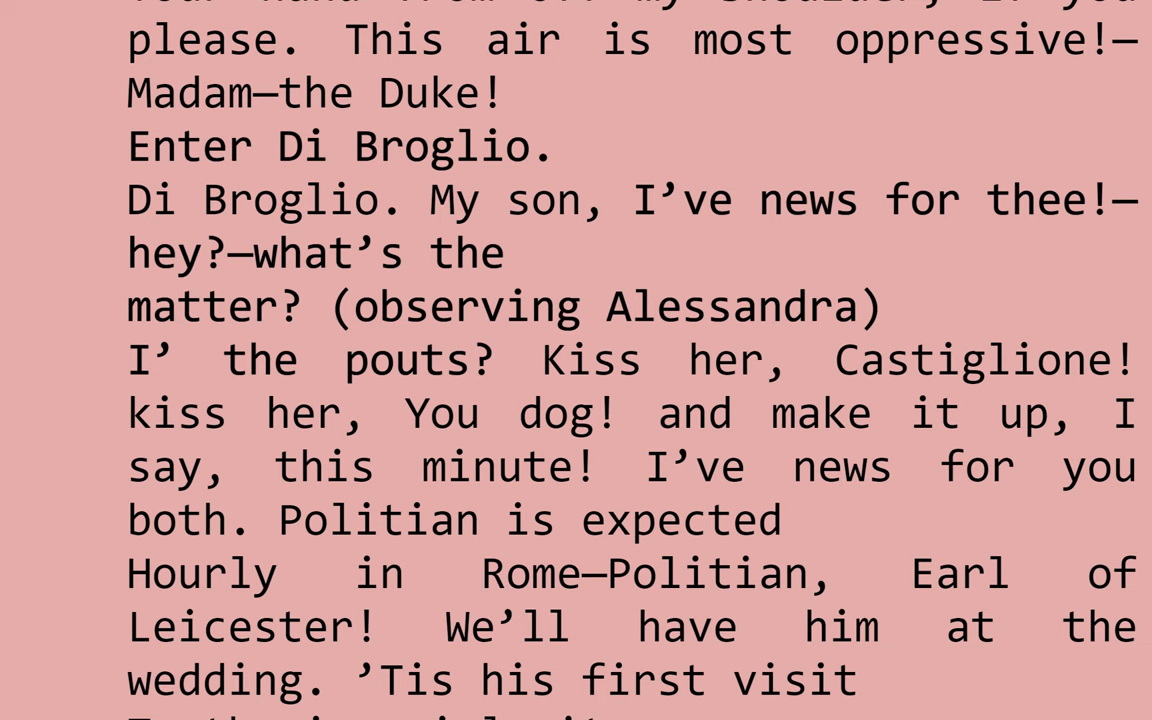 please. This air is most oppressive!—
Madam—the Duke!
Enter Di Broglio.
Di Broglio. My son, I’ve news for thee!—
hey?—what’s the
matter? (observing Alessandra)
I’ the pouts? Kiss her, Castiglione!
kiss her, You dog! and make it up, I
say, this minute! I’ve news for you
both. Politian is expected
Hourly in Rome—Politian, Earl of
Leicester! We’ll have him at the
wedding. ’Tis his first visit